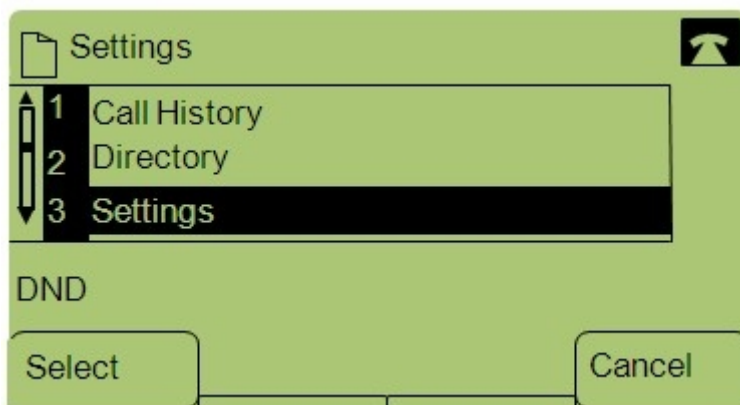 Settings
1 Call History
2 Directory
3 Settings
DND
Select Cancel